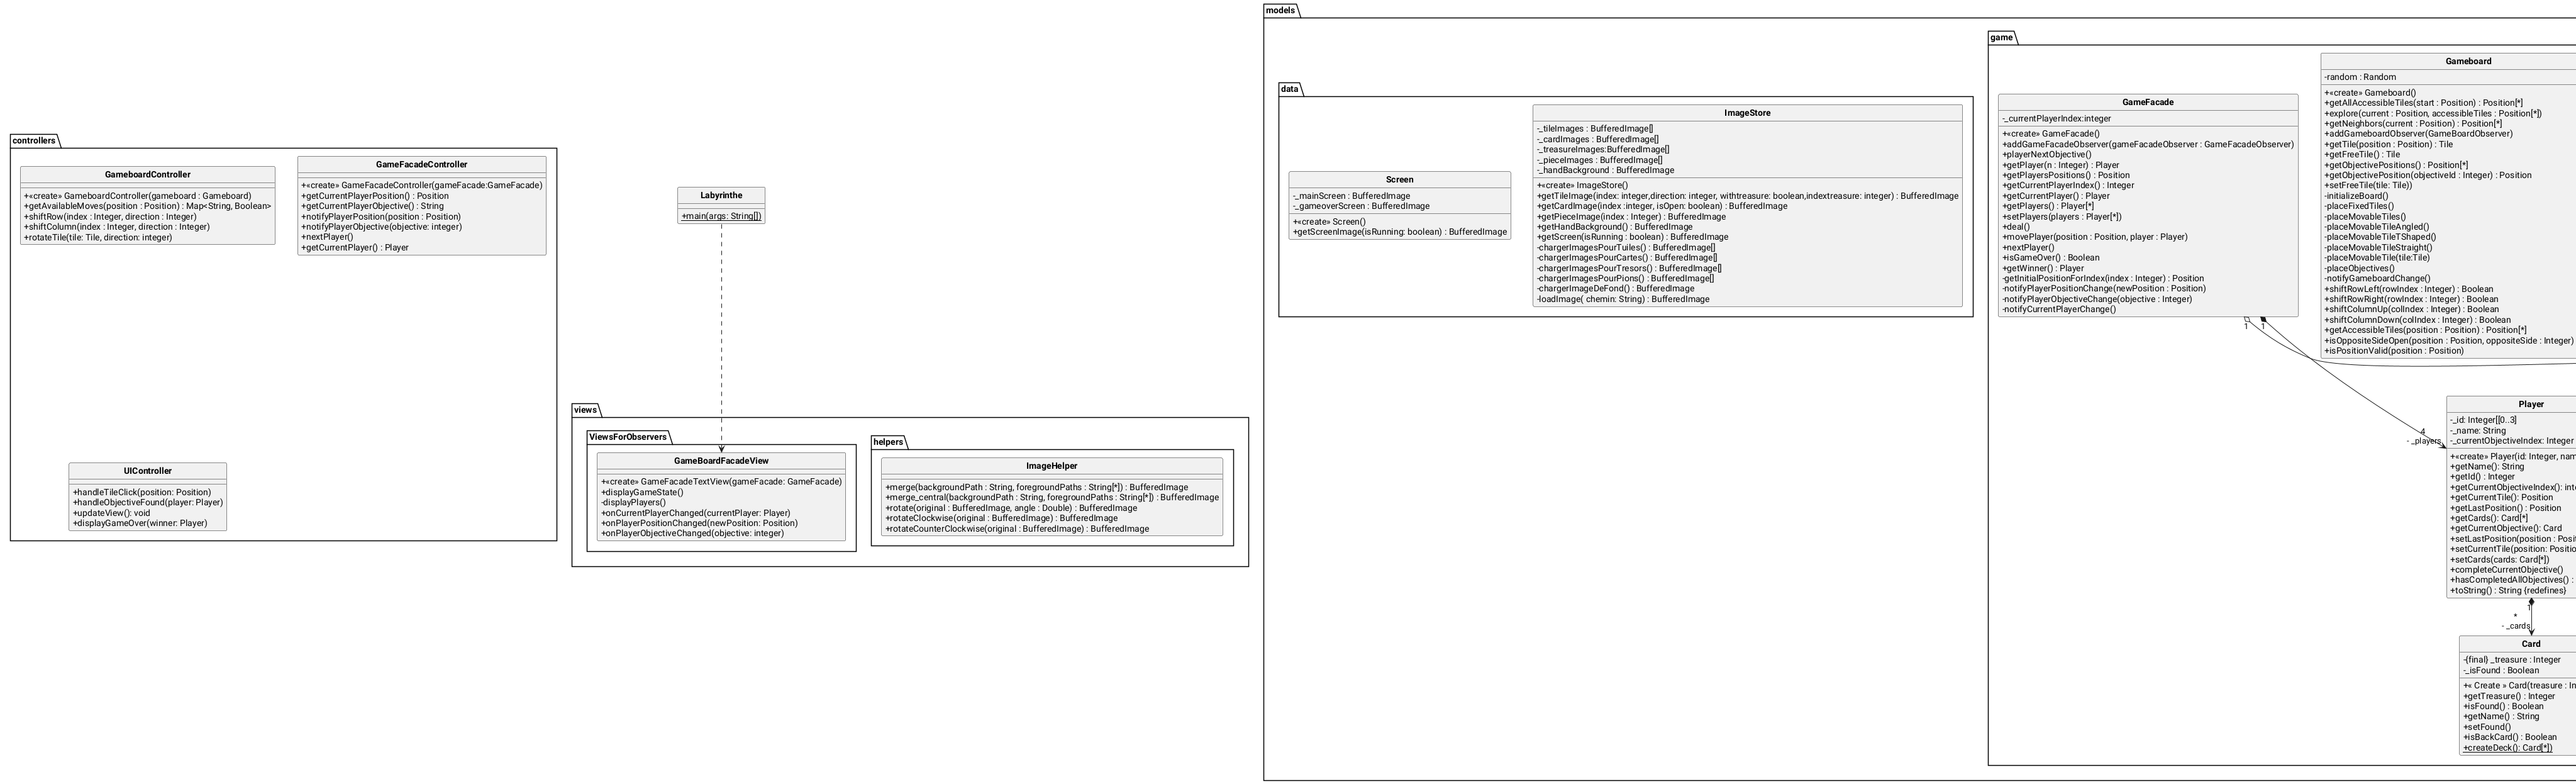 controllers
GameboardController
+«create» GameboardController(gameboard : Gameboard)
+getAvailableMoves(position : Position) : Map<String, Boolean>
+shiftRow(index : Integer, direction : Integer)
+shiftColumn(index : Integer, direction : Integer)
+rotateTile(tile: Tile, direction: integer)
GameFacadeController
+«create» GameFacadeController(gameFacade:GameFacade)
+getCurrentPlayerPosition() : Position
+getCurrentPlayerObjective() : String
+notifyPlayerPosition(position : Position)
+notifyPlayerObjective(objective: integer)
+nextPlayer()
+getCurrentPlayer() : Player
UIController
+handleTileClick(position: Position)
+handleObjectiveFound(player: Player)
+updateView(): void
+displayGameOver(winner: Player)
Labyrinthe
+main(args: String[])
views
ViewsForObservers
GameBoardFacadeView
+«create» GameFacadeTextView(gameFacade: GameFacade)
+displayGameState()
-displayPlayers()
+onCurrentPlayerChanged(currentPlayer: Player)
+onPlayerPositionChanged(newPosition: Position)
+onPlayerObjectiveChanged(objective: integer)
helpers
ImageHelper
+merge(backgroundPath : String, foregroundPaths : String[*]) : BufferedImage
+merge_central(backgroundPath : String, foregroundPaths : String[*]) : BufferedImage
+rotate(original : BufferedImage, angle : Double) : BufferedImage
+rotateClockwise(original : BufferedImage) : BufferedImage
+rotateCounterClockwise(original : BufferedImage) : BufferedImage
models
data
Screen
-_mainScreen : BufferedImage
-_gameoverScreen : BufferedImage
+«create» Screen()
+getScreenImage(isRunning: boolean) : BufferedImage
ImageStore
-_tileImages : BufferedImage[]
-_cardImages : BufferedImage[]
-_treasureImages:BufferedImage[]
-_pieceImages : BufferedImage[]
-_handBackground : BufferedImage
+«create» ImageStore()
+getTileImage(index: integer,direction: integer, withtreasure: boolean,indextreasure: integer) : BufferedImage
+getCardImage(index :integer, isOpen: boolean) : BufferedImage
+getPieceImage(index : Integer) : BufferedImage
+getHandBackground() : BufferedImage
+getScreen(isRunning : boolean) : BufferedImage
-chargerImagesPourTuiles() : BufferedImage[]
-chargerImagesPourCartes() : BufferedImage[]
-chargerImagesPourTresors() : BufferedImage[]
-chargerImagesPourPions() : BufferedImage[]
-chargerImageDeFond() : BufferedImage
-loadImage( chemin: String) : BufferedImage
game
GameFacade
-_currentPlayerIndex:integer
+«create» GameFacade()
+addGameFacadeObserver(gameFacadeObserver : GameFacadeObserver)
+playerNextObjective()
+getPlayer(n : Integer) : Player
+getPlayersPositions() : Position
+getCurrentPlayerIndex() : Integer
+getCurrentPlayer() : Player
+getPlayers() : Player[*]
+setPlayers(players : Player[*])
+deal()
+movePlayer(position : Position, player : Player)
+nextPlayer()
+isGameOver() : Boolean
+getWinner() : Player
-getInitialPositionForIndex(index : Integer) : Position
-notifyPlayerPositionChange(newPosition : Position)
-notifyPlayerObjectiveChange(objective : Integer)
-notifyCurrentPlayerChange()
Gameboard
-random : Random
+«create» Gameboard()
+getAllAccessibleTiles(start : Position) : Position[*]
+explore(current : Position, accessibleTiles : Position[*])
+getNeighbors(current : Position) : Position[*]
+addGameboardObserver(GameBoardObserver)
+getTile(position : Position) : Tile
+getFreeTile() : Tile
+getObjectivePositions() : Position[*]
+getObjectivePosition(objectiveId : Integer) : Position
+setFreeTile(tile: Tile))
-initializeBoard()
-placeFixedTiles()
-placeMovableTiles()
-placeMovableTileAngled()
-placeMovableTileTShaped()
-placeMovableTileStraight()
-placeMovableTile(tile:Tile)
-placeObjectives()
-notifyGameboardChange()
+shiftRowLeft(rowIndex : Integer) : Boolean
+shiftRowRight(rowIndex : Integer) : Boolean
+shiftColumnUp(colIndex : Integer) : Boolean
+shiftColumnDown(colIndex : Integer) : Boolean
+getAccessibleTiles(position : Position) : Position[*]
+isOppositeSideOpen(position : Position, oppositeSide : Integer)
+isPositionValid(position : Position)
1
1
4
- _players
Player
-_id: Integer[[0..3]
-_name: String
-_currentObjectiveIndex: Integer
+«create» Player(id: Integer, nam
+getName(): String
+getId() : Integer
+getCurrentObjectiveIndex(): int
+getCurrentTile(): Position
+getLastPosition() : Position
+getCards(): Card[*]
+getCurrentObjective(): Card
+setLastPosition(position : Posit
+setCurrentTile(position: Positio
+setCards(cards: Card[*])
+completeCurrentObjective()
+hasCompletedAllObjectives() :
+toString() : String {redefines}
1
*
- _cards
Card
-{final} _treasure : Integer
-_isFound : Boolean
+« Create » Card(treasure : In
+getTreasure() : Integer
+isFound() : Boolean
+getName() : String
+setFound()
+isBackCard() : Boolean
+createDeck(): Card[*])